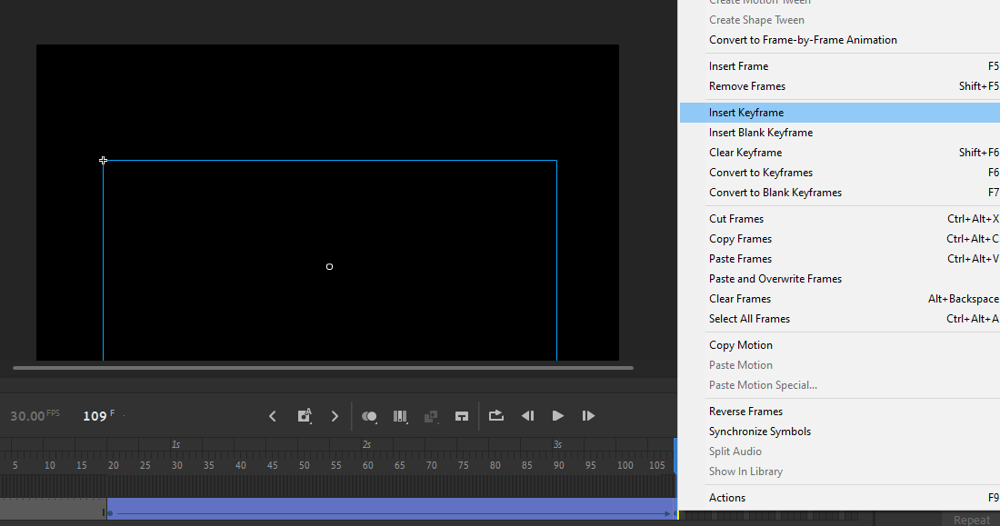 Create Motion Tween
Create Shape Tween
Convert to Frame-by-Frame Animation
Insert Frame F5
Remove Frames Shift+F5
Insert Keyframe
Insert Blank Keyframe
Clear Keyframe Shift+F6
Convert to Keyframes F6
Convert to Blank Keyframes F7
Cut Frames Ctrl+Alt+X
Copy Frames Ctrl+Alt+C
Paste Frames Ctrl+Alt+V
Paste and Overwrite Frames
Clear Frames Alt+Backspace
Select All Frames Ctrl+Alt+A
Copy Motion
Paste Motion
Paste Motion Special...
Reverse Frames
Synchronize Symbols
Split Audio
Show In Library
Actions F9
30.00 FPS 109 F
1s 2s 3s
5 10 15 20 25 30 35 40 45 50 55 60 65 70 75 80 85 90 95 100 105
Repeat